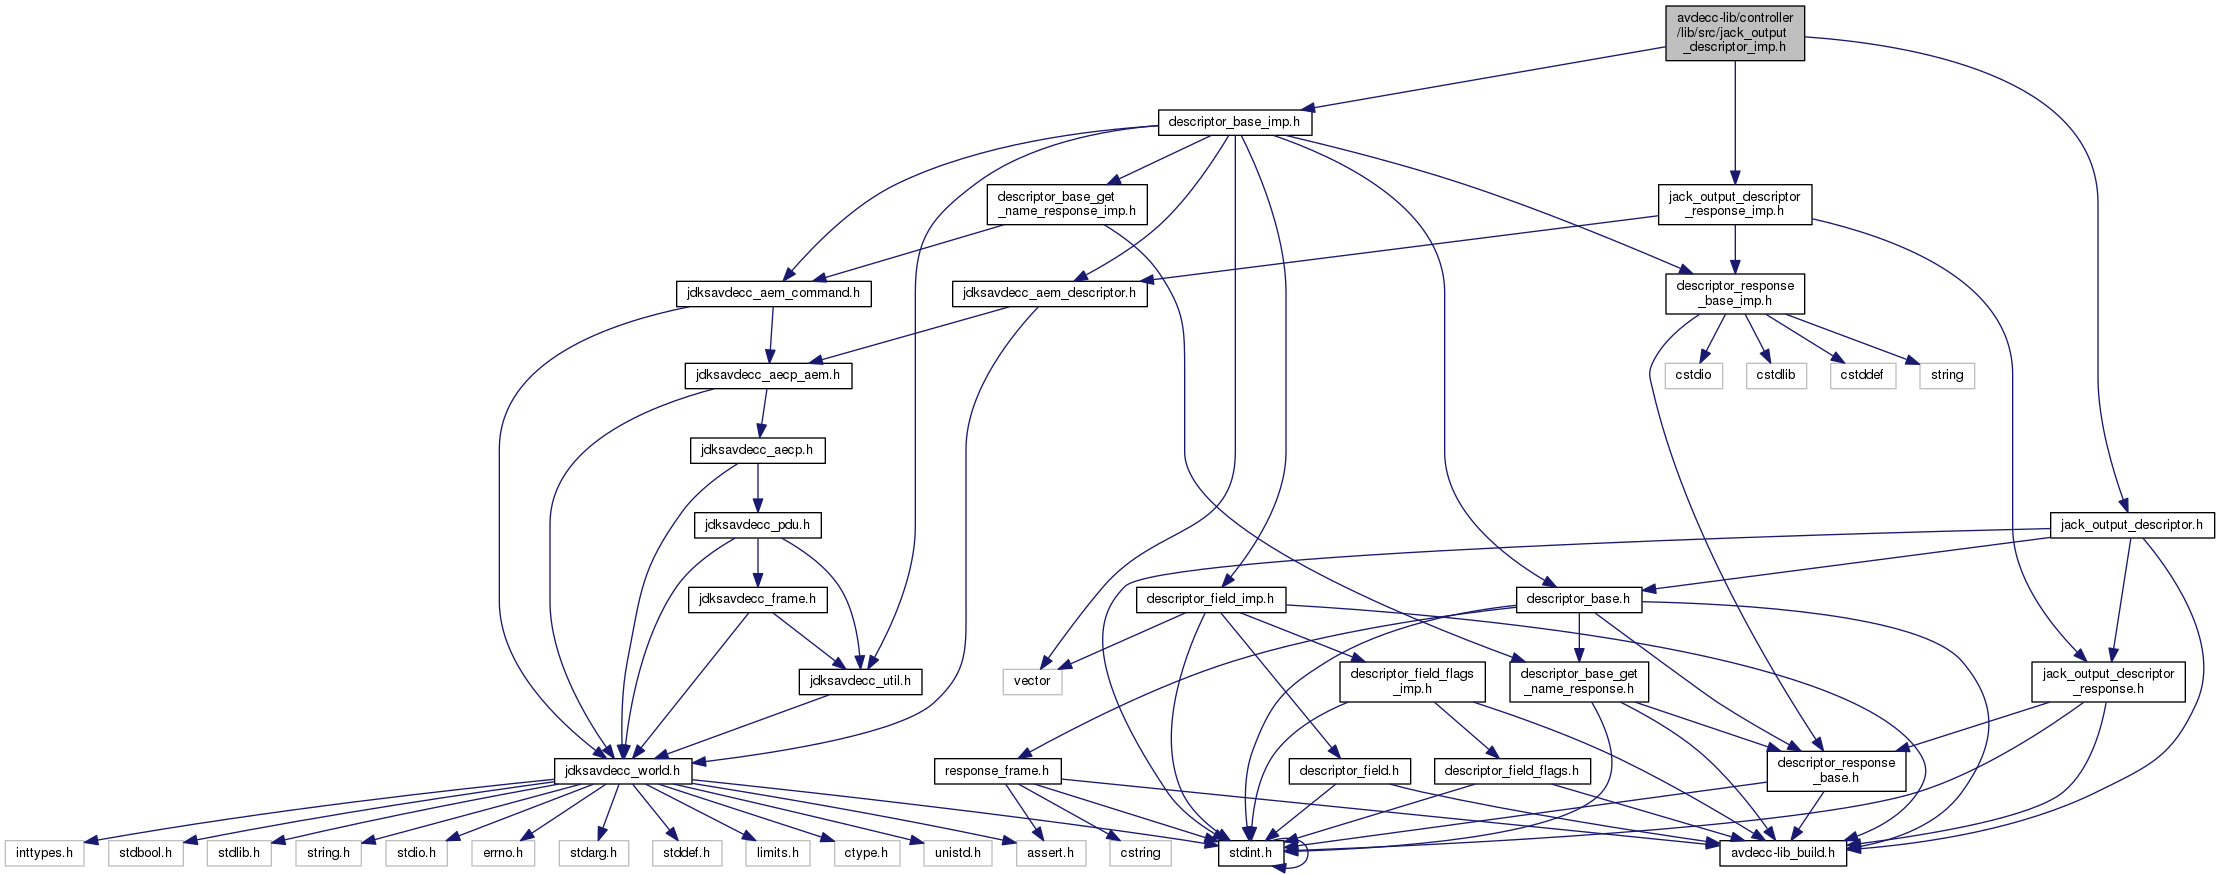 avdecc-lib/controller
/lib/src/jack_output
_descriptor_imp.h
descriptor_base_imp.h
descriptor_base_get
_name_response_imp.h
jack_output_descriptor
_response_imp.h
jdksavdecc_aem_command.h
jdksavdecc_aem_descriptor.h
descriptor_response
_base_imp.h
jdksavdecc_aecp_aem.h
cstdio
cstdlib
cstddef
string
jdksavdecc_aecp.h
jdksavdecc_pdu.h
jack_output_descriptor.h
jdksavdecc_frame.h
descriptor_field_imp.h
descriptor_base.h
jdksavdecc_util.h
vector
descriptor_field_flags
_imp.h
descriptor_base_get
_name_response.h
jack_output_descriptor
_response.h
jdksavdecc_world.h
response_frame.h
descriptor_field.h
descriptor_field_flags.h
descriptor_response
_base.h
inttypes.h
stdbool.h
stdlib.h
string.h
stdio.h
errno.h
stdarg.h
stddef.h
limits.h
ctype.h
unistd.h
assert.h
cstring
stdint.h
avdecc-lib_build.h